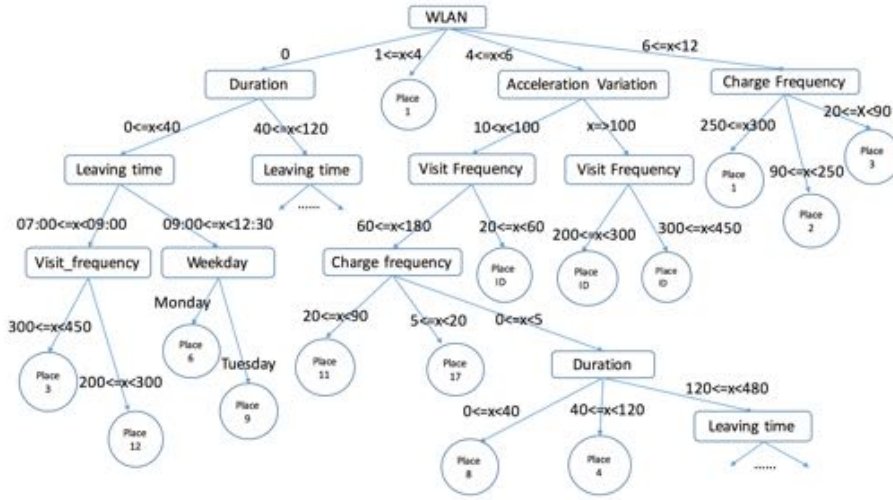 WLAN
0
1<=x<4
4<=x<6
6<=x<12
Duration
Place
1
Acceleration Variation
Charge Frequency
0<=x<40
40<=x<120
10<x<100
x=>100
250<=x300
90<=x<250
20<=X<90
Leaving time
Leaving time
......
Visit Frequency
Visit Frequency
Place
1
Place
2
Place
3
07:00<=x<09:00
09:00<=x<12:30
60<=x<180
20<=x<60
200<=x<300
300<=x<450
Visit_frequency
Weekday
Charge frequency
Place
ID
Place
ID
Place
ID
300<=x<450
200<=x<300
Monday
Tuesday
20<=x<90
5<=x<20
0<=x<5
Place
3
Place
12
Place
6
Place
9
Place
11
Place
17
Duration
0<=x<40
40<=x<120
120<=x<480
Place
8
Place
4
Leaving time
......